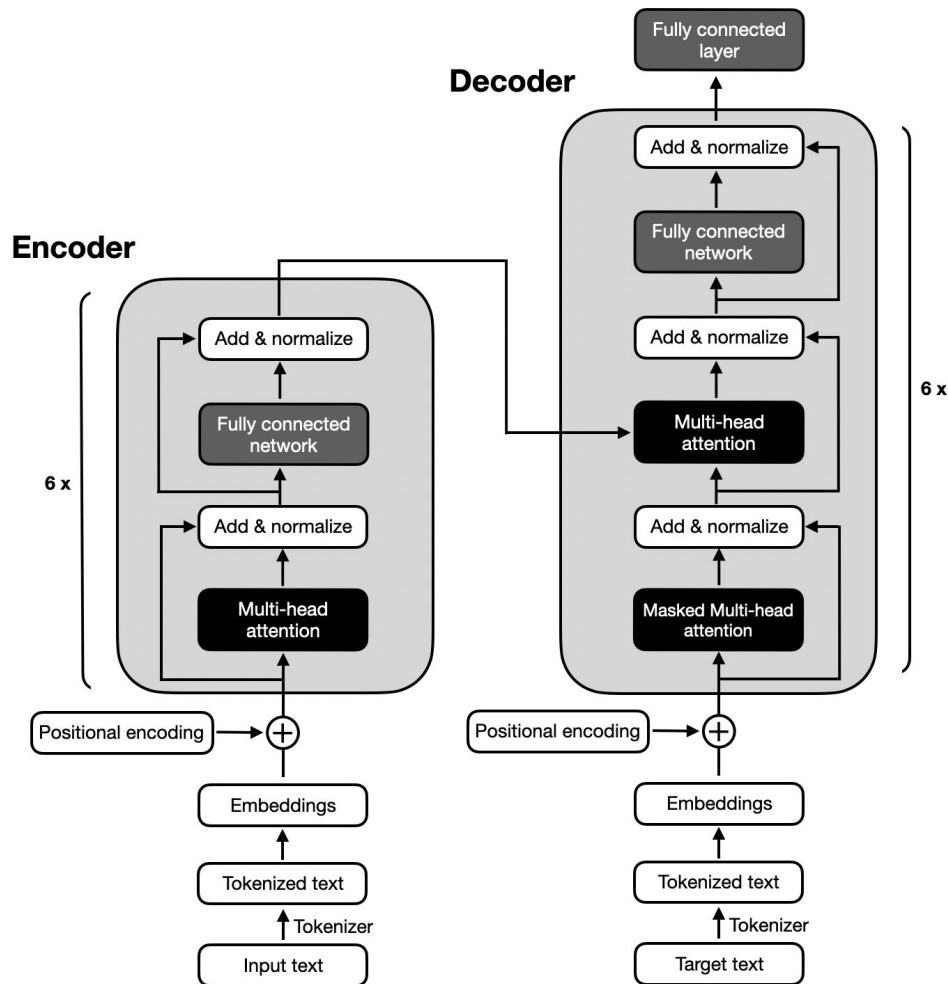 Encoder
6 x
Add & normalize
Fully connected
network
Add & normalize
Multi-head
attention
Positional encoding
+
Embeddings
Tokenized text
Tokenizer
Input text
Decoder
Fully connected
layer
6 x
Add & normalize
Fully connected
network
Add & normalize
Multi-head
attention
Add & normalize
Masked Multi-head
attention
Positional encoding
+
Embeddings
Tokenized text
Tokenizer
Target text